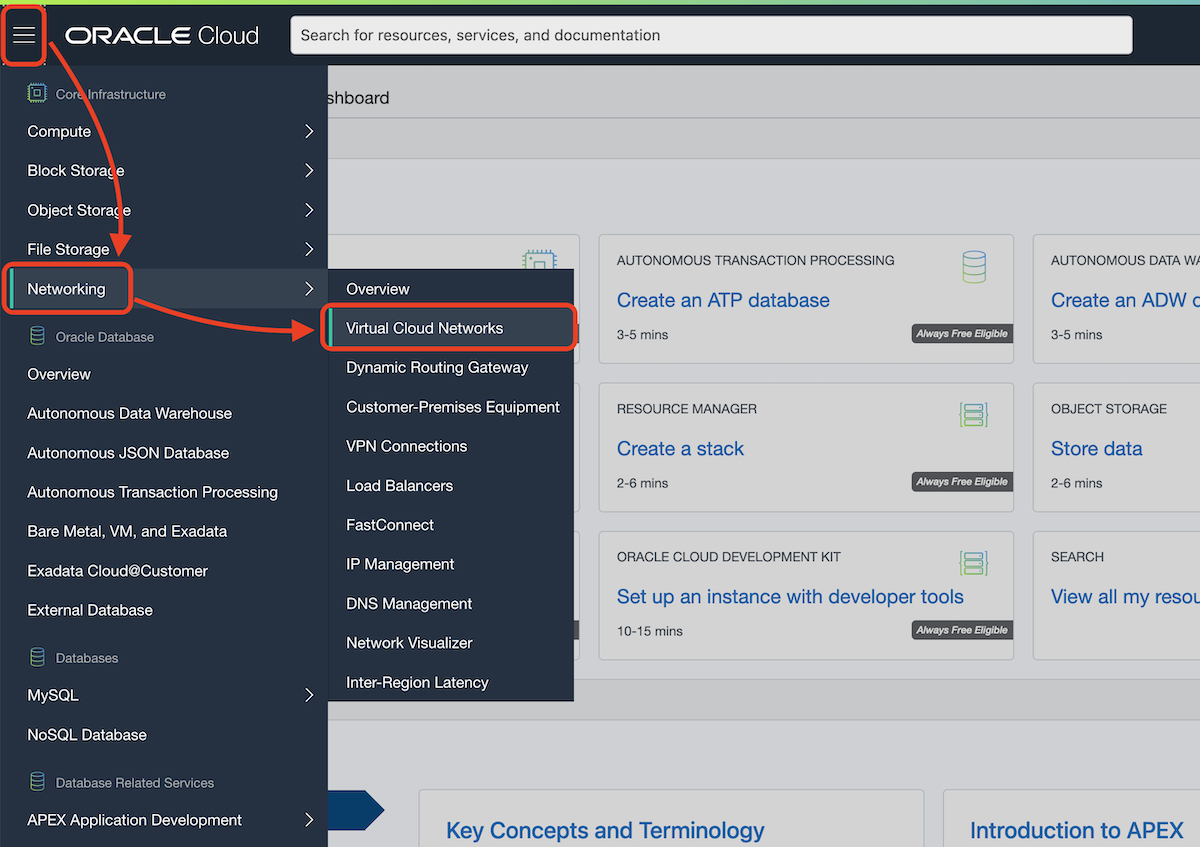 ORACLE Cloud
Search for resources, services, and documentation
Core Infrastructure
Compute
Block Storage
Object Storage
File Storage
Networking
Oracle Database
Overview
Autonomous Data Warehouse
Autonomous JSON Database
Autonomous Transaction Processing
Bare Metal, VM, and Exadata
Exadata Cloud@Customer
External Database
Databases
MySQL
NoSQL Database
Database Related Services
APEX Application Development
Overview
Virtual Cloud Networks
Dynamic Routing Gateway
Customer-Premises Equipment
VPN Connections
Load Balancers
FastConnect
IP Management
DNS Management
Network Visualizer
Inter-Region Latency
shboard
AUTONOMOUS TRANSACTION PROCESSING
Create an ATP database
3-5 mins
Always Free Eligible
AUTONOMOUS DATA WA
Create an ADW d
3-5 mins
RESOURCE MANAGER
Create a stack
2-6 mins
Always Free Eligible
OBJECT STORAGE
Store data
2-6 mins
ORACLE CLOUD DEVELOPMENT KIT
Set up an instance with developer tools
10-15 mins
Always Free Eligible
SEARCH
View all my resou
Key Concepts and Terminology
Introduction to APEX